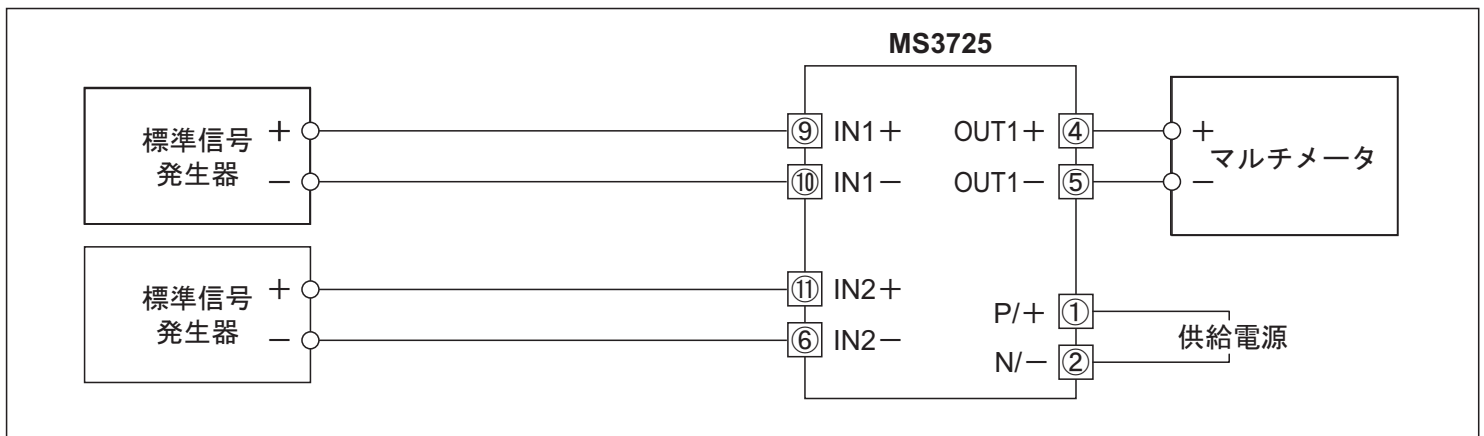 MS3725
標準信号
発生器
+
−
⑨ IN1+
⑩ IN1−
OUT1+ ④
OUT1− ⑤
+
−
マルチメータ
標準信号
発生器
+
−
⑪ IN2+
⑥ IN2−
P/+ ①
N/− ②
供給電源